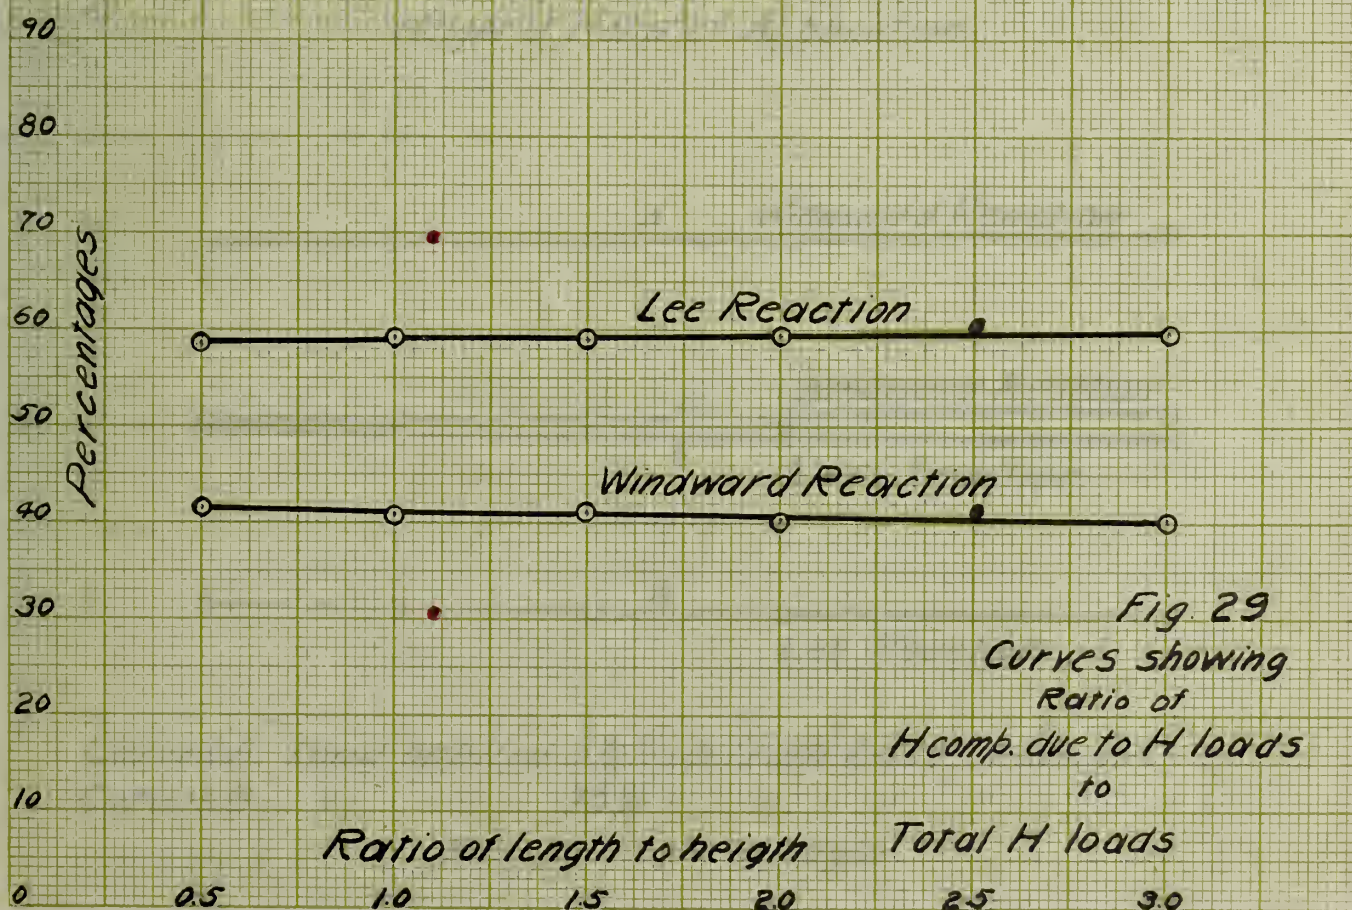 90
80
70
60
50
40
30
20
10
Percentages
Lee Reaction
Windward Reaction
Fig. 29
Curves showing
Ratio of
H comp. due to H loads
to
Total H loads
Ratio of length to heigth
0 0.5 1.0 1.5 2.0 2.5 3.0